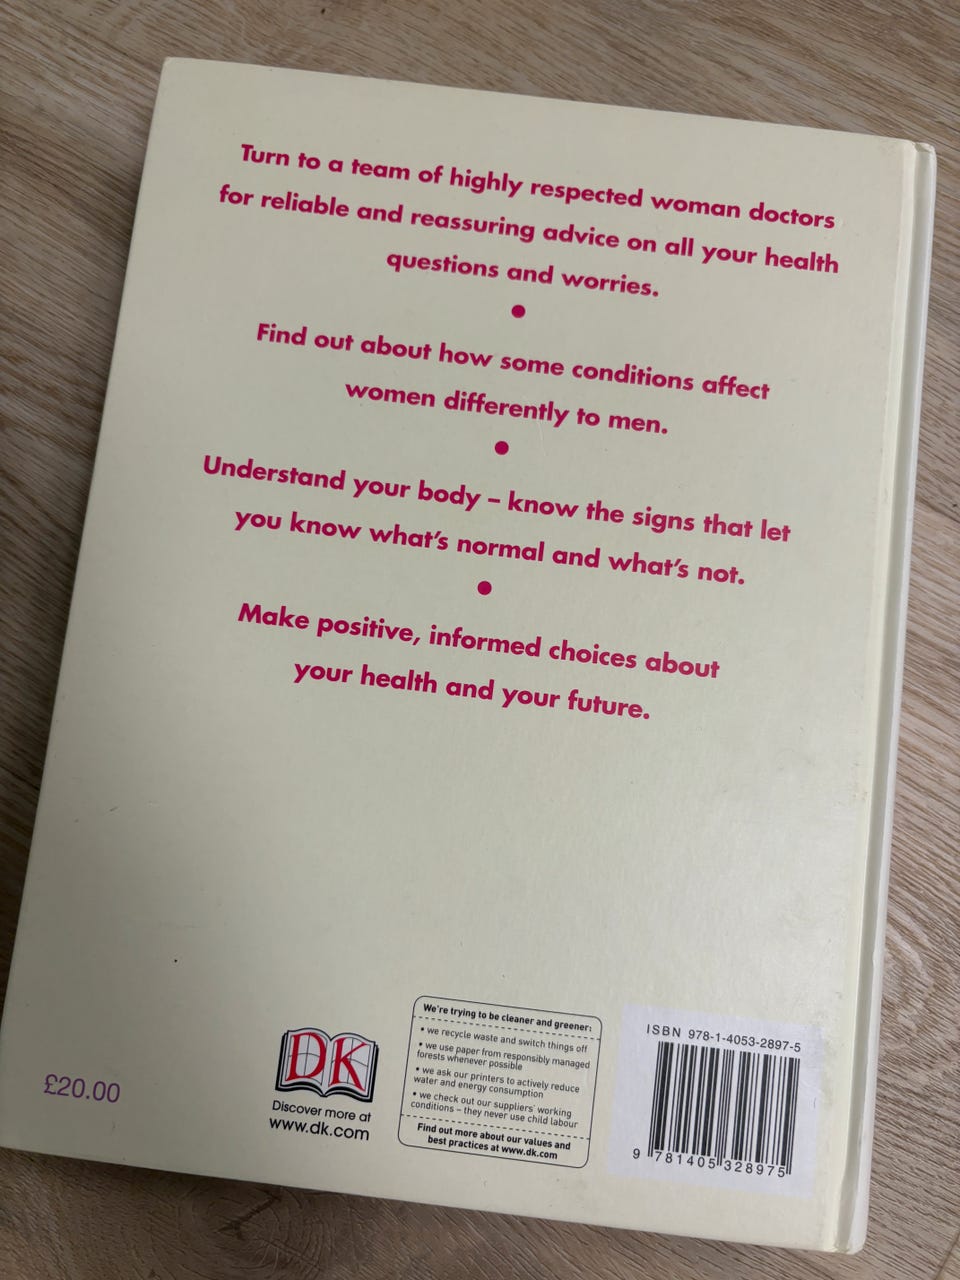 Turn to a team of highly respected woman doctors
for reliable and reassuring advice on all your health
questions and worries.
•
Find out about how some conditions affect
women differently to men.
•
Understand your body – know the signs that let
you know what's normal and what's not.
•
Make positive, informed choices about
your health and your future.
£20.00
DK
Discover more at
www.dk.com
We're trying to be cleaner and greener:
• we recycle waste and switch things off
• we use paper from responsibly managed
forests whenever possible
• we ask our printers to actively reduce
water and energy consumption
• we check out our suppliers' working
conditions – they never use child labour
Find out more about our values and
best practices at www.dk.com
ISBN 978-1-4053-2897-5
9 781405 328975